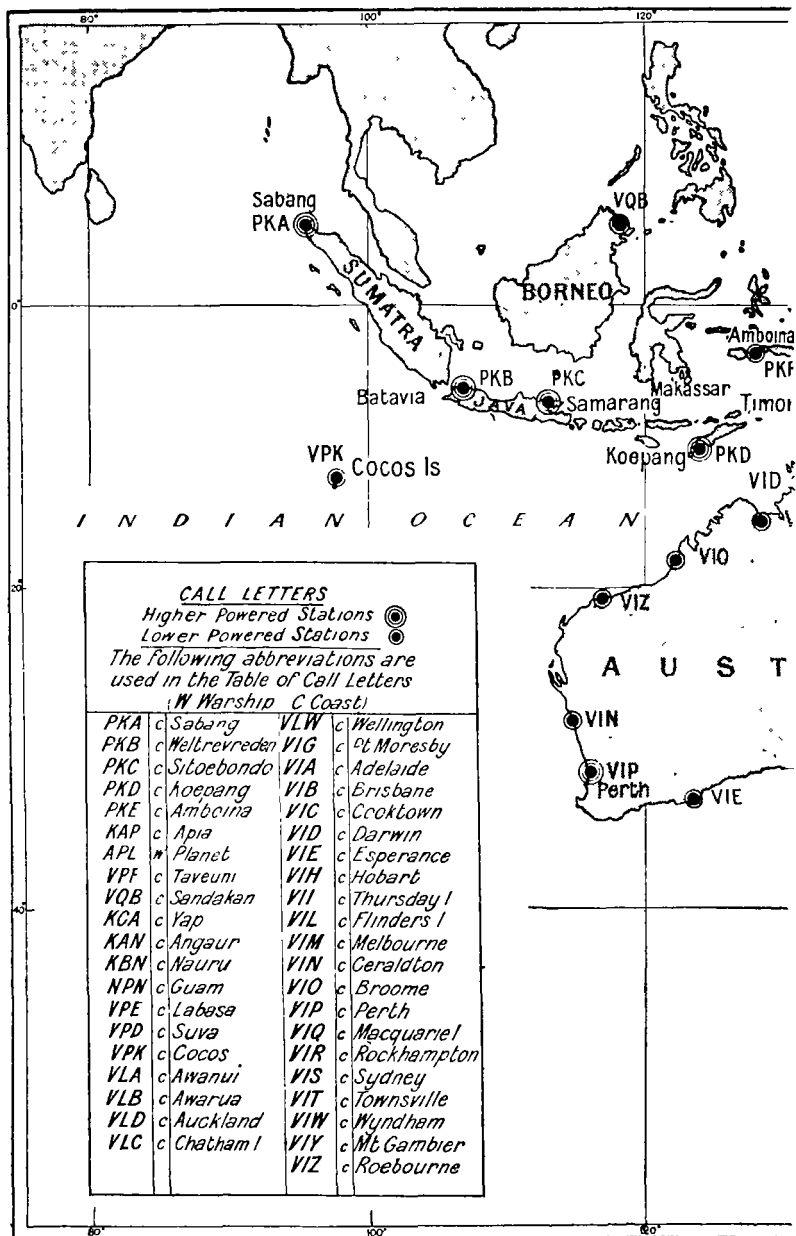 80°
100°
120°
Sabang
PKA
VQB
SUMATRA
BORNEO
0°
Amboina
PKB
PKC
Makassar
Batavia
JAVA
Samarang
Timor
Koepang
PKD
VPK
Cocos Is
VID
INDIAN OCEAN
VIO
20°
VIZ
AUST
VIN
VIP
Perth
VIE
40°
CALL LETTERS
Higher Powered Stations
Lower Powered Stations
The following abbreviations are
used in the Table of Call Letters
(W Warship C Coast)
PKA c Sabang VLW c Wellington
PKB c Weltrevreden VIG c Pt Moresby
PKC c Sitoebondo VIA c Adelaide
PKD c Koepang VIB c Brisbane
PKE c Amboina VIC c Cooktown
KAP c Apia VID c Darwin
APL W Planet VIE c Esperance
VPF c Taveuni VIH c Hobart
VQB c Sandakan VII c Thursday I
KCA c Yap VIL c Flinders I
KAN c Angaur VIM c Melbourne
KBN c Nauru VIN c Geraldton
NPN c Guam VIO c Broome
VPE c Labasa VIP c Perth
VPD c Suva VIQ c Macquarie I
VPK c Cocos VIR c Rockhampton
VLA c Awanui VIS c Sydney
VLB c Awarua VIT c Townsville
VLD c Auckland VIW c Wyndham
VLC c Chatham I VIY c Mt Gambier
VIZ c Roebourne
80°
100°
120°